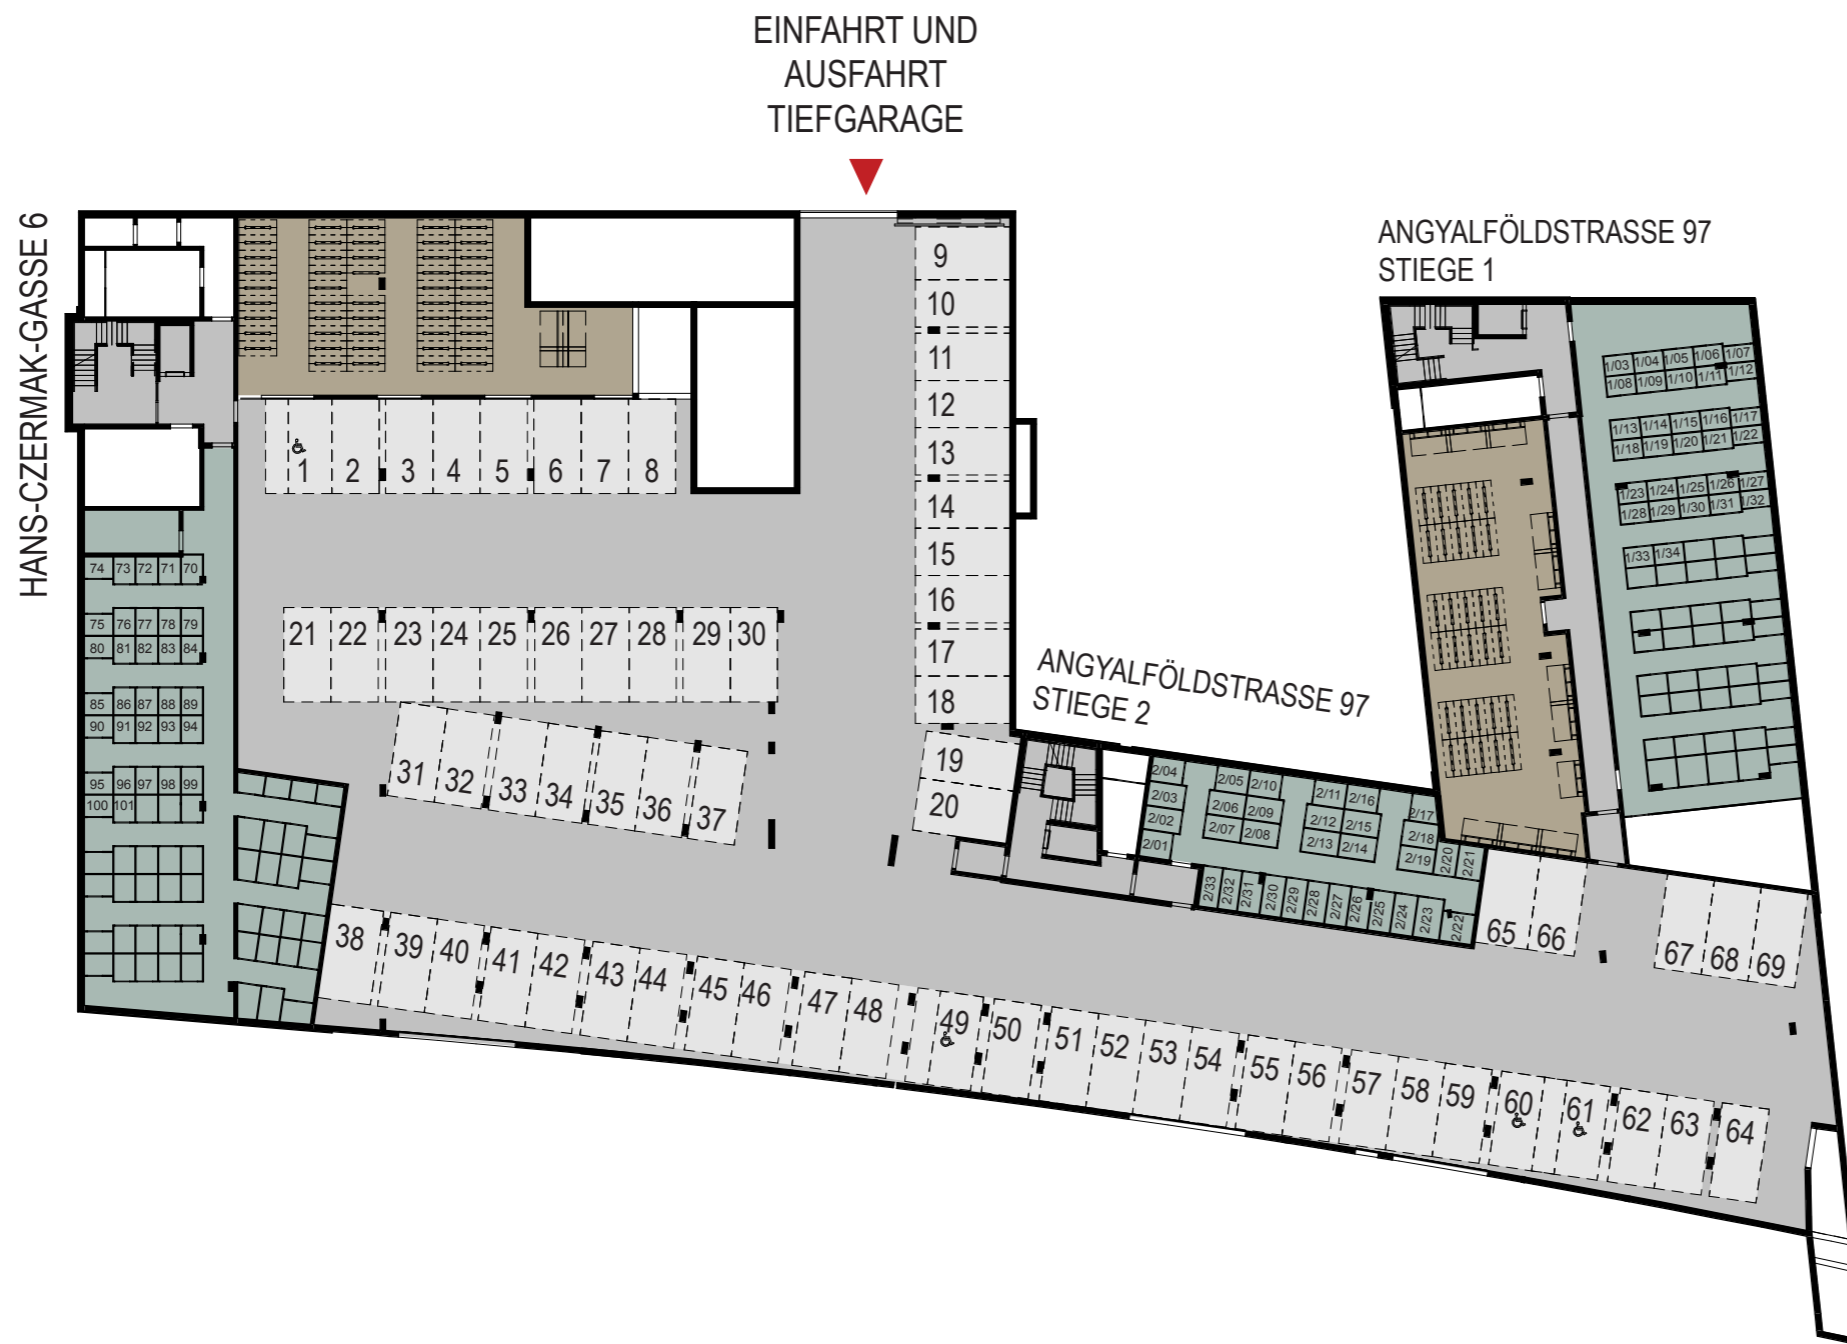 EINFAHRT UND
AUSFAHRT
TIEFGARAGE
HANS-CZERMAK-GASSE 6
ANGYALFÖLDSTRASSE 97
STIEGE 1
ANGYALFÖLDSTRASSE 97
STIEGE 2
1 2 3 4 5 6 7 8
9
10
11
12
13
14
15
16
17
18
19
20
21 22 23 24 25 26 27 28 29 30
31 32 33 34 35 36 37
38 39 40 41 42 43 44 45 46 47 48 49 50 51 52 53 54 55 56 57 58 59 60 61 62 63 64
65 66 67 68 69
74 73 72 71 70
75 76 77 78 79
80 81 82 83 84
85 86 87 88 89
90 91 92 93 94
95 96 97 98 99
100 101
1/03 1/04 1/05 1/06 1/07
1/08 1/09 1/10 1/11 1/12
1/13 1/14 1/15 1/16 1/17
1/18 1/19 1/20 1/21 1/22
1/23 1/24 1/25 1/26 1/27
1/28 1/29 1/30 1/31 1/32
1/33 1/34
2/04 2/05 2/10 2/11 2/16 2/17
2/03 2/06 2/09 2/12 2/15 2/18
2/02 2/07 2/08 2/13 2/14 2/19 2/20 2/21
2/01
2/33 2/32 2/31 2/30 2/29 2/28 2/27 2/26 2/25 2/24 2/23 2/22